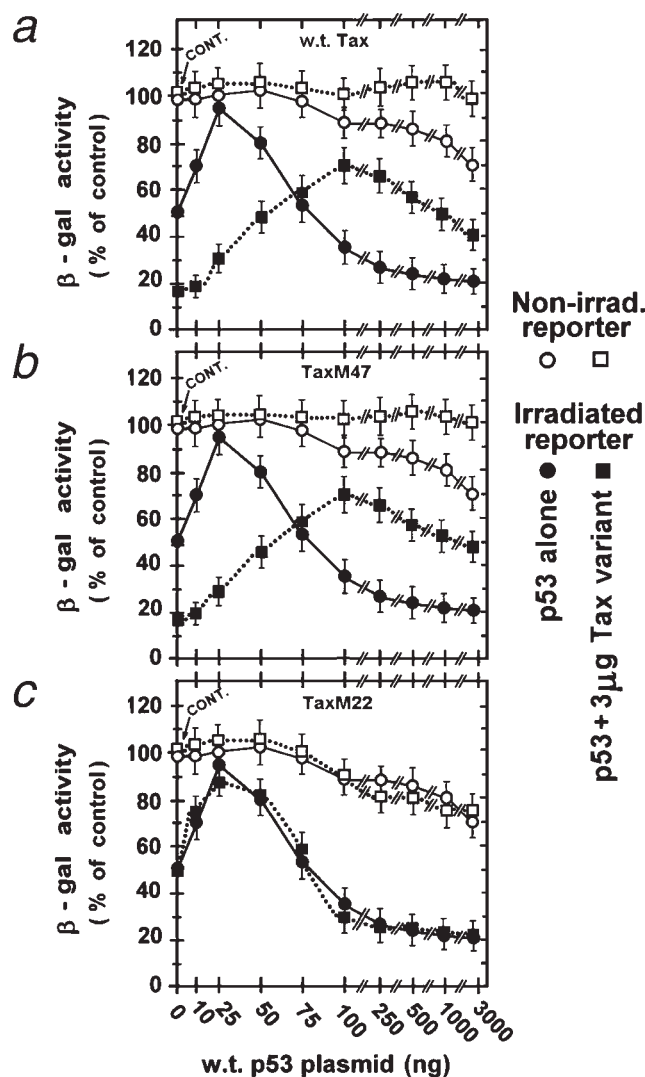 a
w.t. Tax
CONT.
120
100
80
60
40
20
0
β - gal activity
( % of control)
b
TaxM47
CONT.
120
100
80
60
40
20
0
β - gal activity
( % of control)
c
TaxM22
CONT.
120
100
80
60
40
20
0
β - gal activity
( % of control)
0 10 25 50 75 100 250 500 1000 3000
w.t. p53 plasmid (ng)
Non-irrad.
reporter
Irradiated
reporter
p53 alone
p53+3µg Tax variant